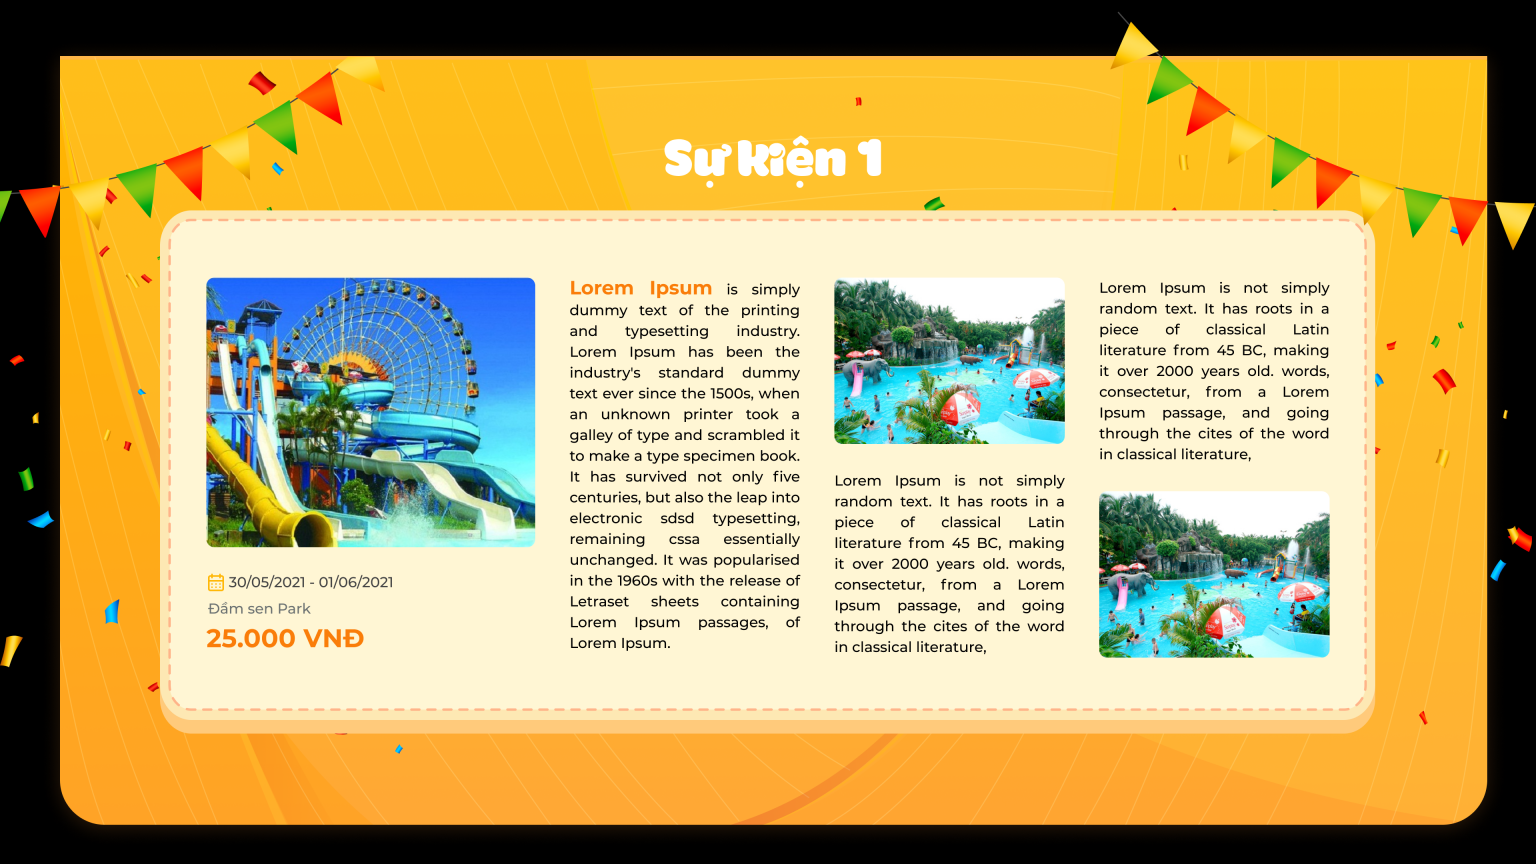 Sự kiện 1
30/05/2021 - 01/06/2021
Đầm sen Park
25.000 VNĐ
Lorem Ipsum is simply
dummy text of the printing
and typesetting industry.
Lorem Ipsum has been the
industry's standard dummy
text ever since the 1500s, when
an unknown printer took a
galley of type and scrambled it
to make a type specimen book.
It has survived not only five
centuries, but also the leap into
electronic sdsd typesetting,
remaining cssa essentially
unchanged. It was popularised
in the 1960s with the release of
Letraset sheets containing
Lorem Ipsum passages, of
Lorem Ipsum.
Lorem Ipsum is not simply
random text. It has roots in a
piece of classical Latin
literature from 45 BC, making
it over 2000 years old. words,
consectetur, from a Lorem
Ipsum passage, and going
through the cites of the word
in classical literature,
Lorem Ipsum is not simply
random text. It has roots in a
piece of classical Latin
literature from 45 BC, making
it over 2000 years old. words,
consectetur, from a Lorem
Ipsum passage, and going
through the cites of the word
in classical literature,